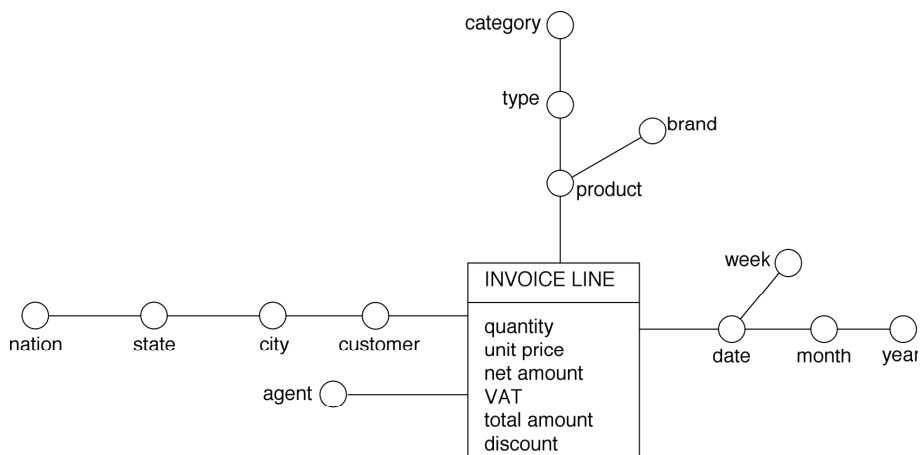 category
type
brand
product
week
INVOICE LINE
quantity
unit price
net amount
VAT
total amount
discount
nation
state
city
customer
agent
date
month
year